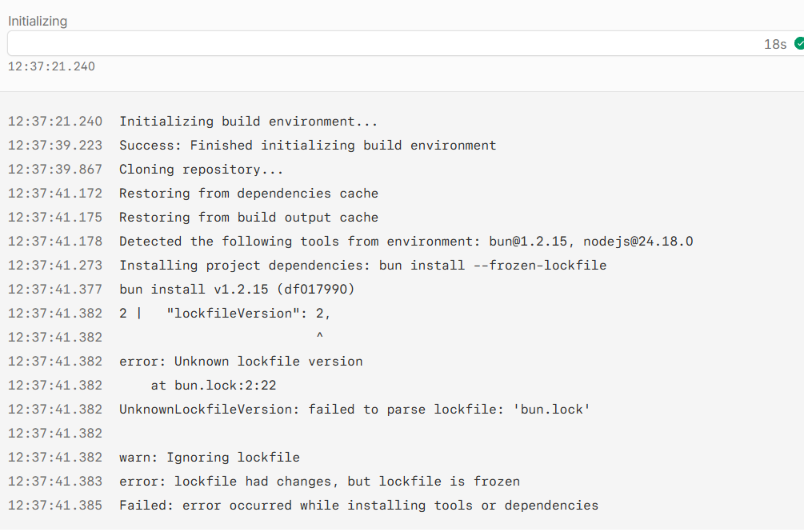 Initializing
18s
12:37:21.240
12:37:21.240 Initializing build environment...
12:37:39.223 Success: Finished initializing build environment
12:37:39.867 Cloning repository...
12:37:41.172 Restoring from dependencies cache
12:37:41.175 Restoring from build output cache
12:37:41.178 Detected the following tools from environment: bun@1.2.15, nodejs@24.18.0
12:37:41.273 Installing project dependencies: bun install --frozen-lockfile
12:37:41.377 bun install v1.2.15 (df017990)
12:37:41.382 2 |   "lockfileVersion": 2,
12:37:41.382                          ^
12:37:41.382 error: Unknown lockfile version
12:37:41.382     at bun.lock:2:22
12:37:41.382 UnknownLockfileVersion: failed to parse lockfile: 'bun.lock'
12:37:41.382
12:37:41.382 warn: Ignoring lockfile
12:37:41.383 error: lockfile had changes, but lockfile is frozen
12:37:41.385 Failed: error occurred while installing tools or dependencies